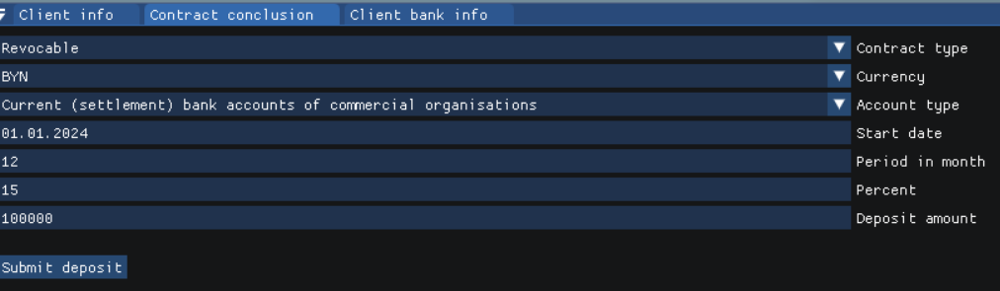 Client info Contract conclusion Client bank info
Revocable Contract type
BYN Currency
Current (settlement) bank accounts of commercial organisations Account type
01.01.2024 Start date
12 Period in month
15 Percent
100000 Deposit amount
Submit deposit